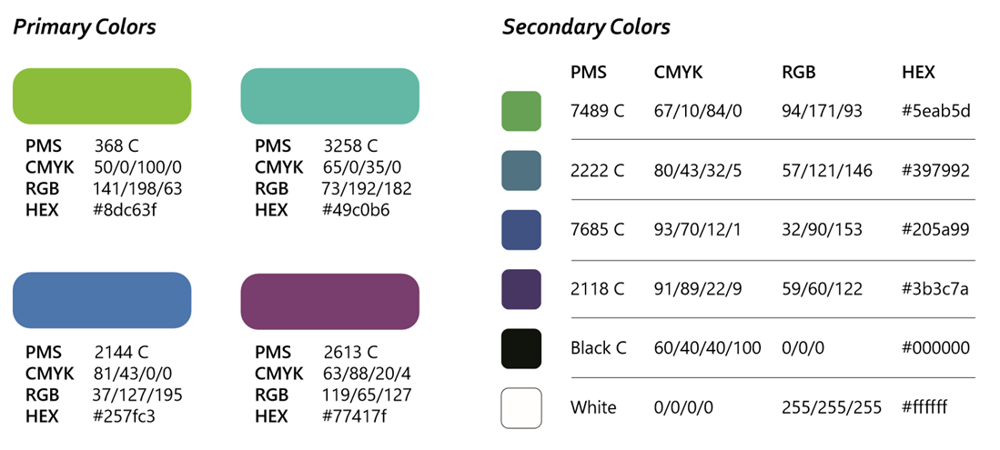 Primary Colors
PMS 368 C
CMYK 50/0/100/0
RGB 141/198/63
HEX #8dc63f
PMS 3258 C
CMYK 65/0/35/0
RGB 73/192/182
HEX #49c0b6
PMS 2144 C
CMYK 81/43/0/0
RGB 37/127/195
HEX #257fc3
PMS 2613 C
CMYK 63/88/20/4
RGB 119/65/127
HEX #77417f
Secondary Colors
PMS CMYK RGB HEX
7489 C 67/10/84/0 94/171/93 #5eab5d
2222 C 80/43/32/5 57/121/146 #397992
7685 C 93/70/12/1 32/90/153 #205a99
2118 C 91/89/22/9 59/60/122 #3b3c7a
Black C 60/40/40/100 0/0/0 #000000
White 0/0/0/0 255/255/255 #ffffff